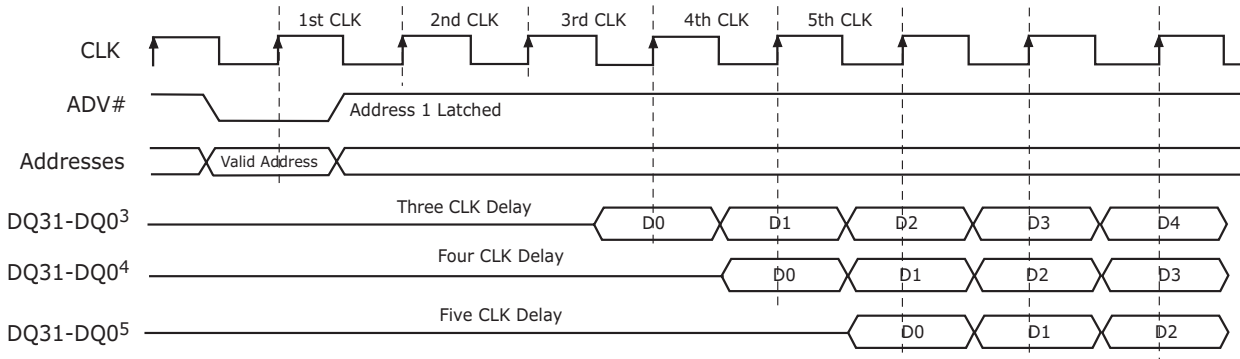 1st CLK 2nd CLK 3rd CLK 4th CLK 5th CLK
CLK
ADV# Address 1 Latched
Addresses Valid Address
DQ31-DQ0³ Three CLK Delay D0 D1 D2 D3 D4
DQ31-DQ0⁴ Four CLK Delay D0 D1 D2 D3
DQ31-DQ0⁵ Five CLK Delay D0 D1 D2